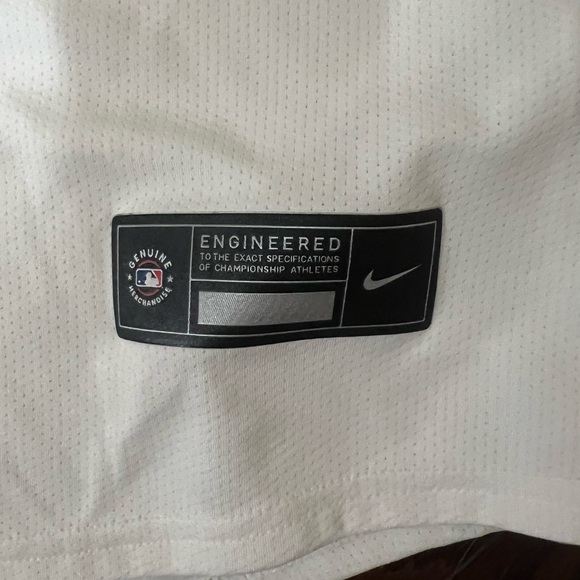 GENUINE
MERCHANDISE
ENGINEERED
TO THE EXACT SPECIFICATIONS
OF CHAMPIONSHIP ATHLETES